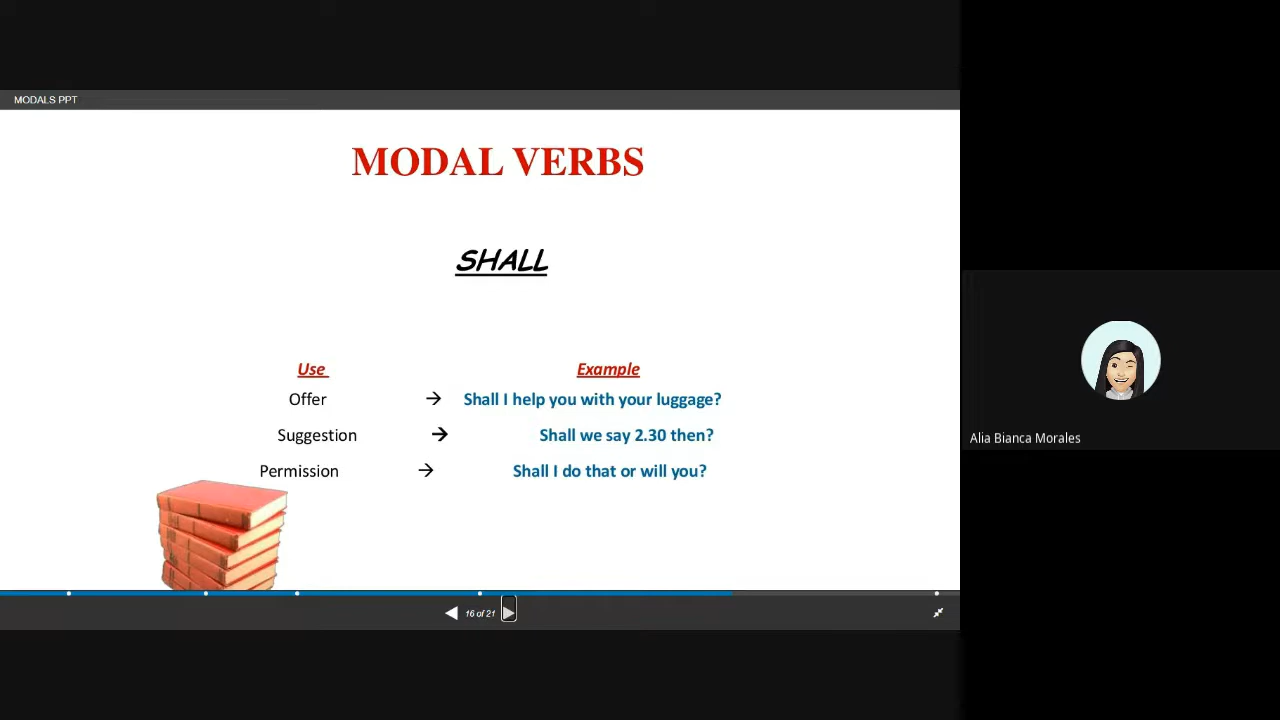 MODALS PPT
MODAL VERBS
SHALL
Use Example
Offer → Shall I help you with your luggage?
Suggestion → Shall we say 2.30 then?
Permission → Shall I do that or will you?
16 of 21
Alia Bianca Morales